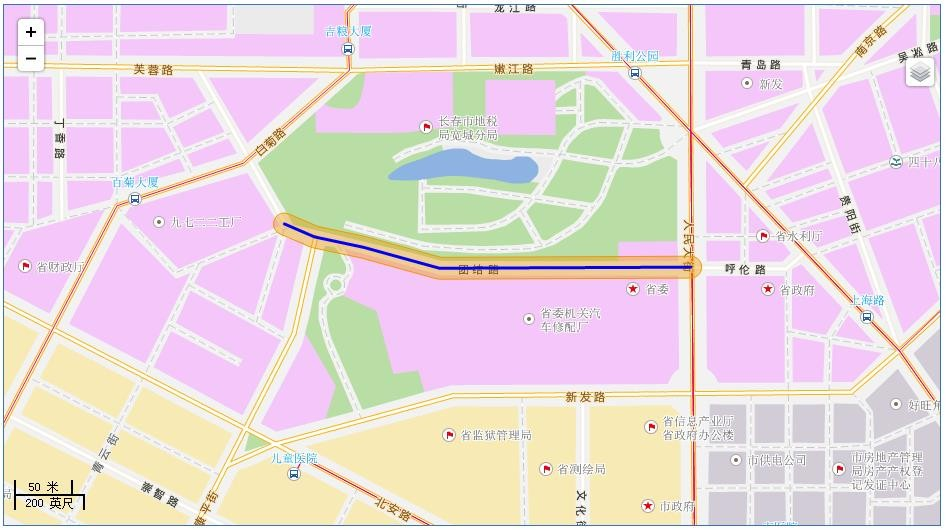 龙江路
吉粮大厦
+
−
胜利公园
南京路
吴凇路
芙蓉路
嫩江路
青岛路
新发
长春市地税
局宽城分局
丁香路
白菊路
四十八
百菊大厦
九七二二工厂
贵阳街
人民大街
省水利厅
省财政厅
团结路
呼伦路
省委
省政府
上海路
省委机关汽
车修配厂
新发路
好旺角
省信息产业厅
省政府办公楼
省监狱管理局
青云街
儿童医院
省测绘局
市供电公司
市房地产管理
局房产产权登
记发证中心
50 米
200 英尺
局
崇智路
康平街
北安路
文化街
市政府